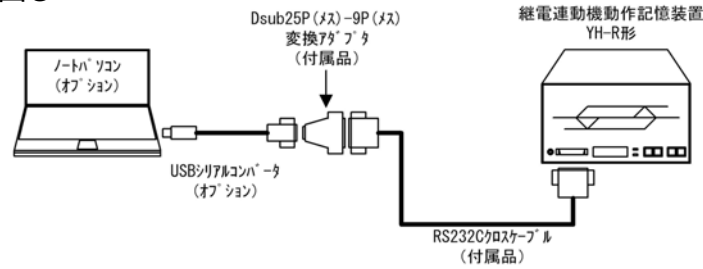 Dsub25P(ﾒｽ)-9P(ﾒｽ)
変換ｱﾀﾞﾌﾟﾀ
(付属品)
継電連動機動作記憶装置
YH-R形
ﾉｰﾄﾊﾟｿｺﾝ
(ｵﾌﾟｼｮﾝ)
USBｼﾘｱﾙｺﾝﾊﾞｰﾀ
(ｵﾌﾟｼｮﾝ)
RS232Cｸﾛｽｹｰﾌﾞﾙ
(付属品)